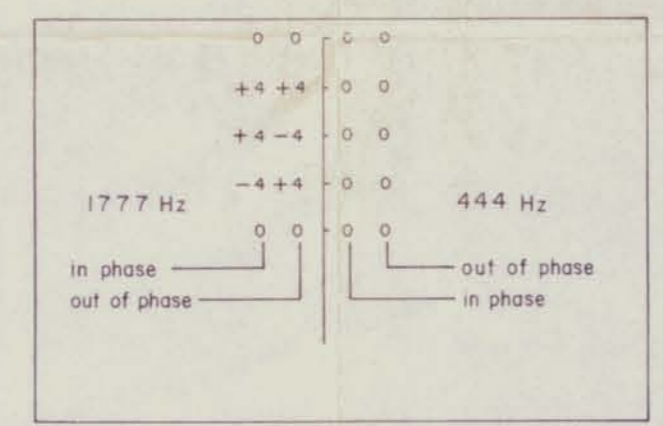 0 0 0 0
+4 +4 0 0
+4 -4 0 0
-4 +4 0 0
1777 Hz 444 Hz
0 0 0 0
in phase out of phase
out of phase in phase